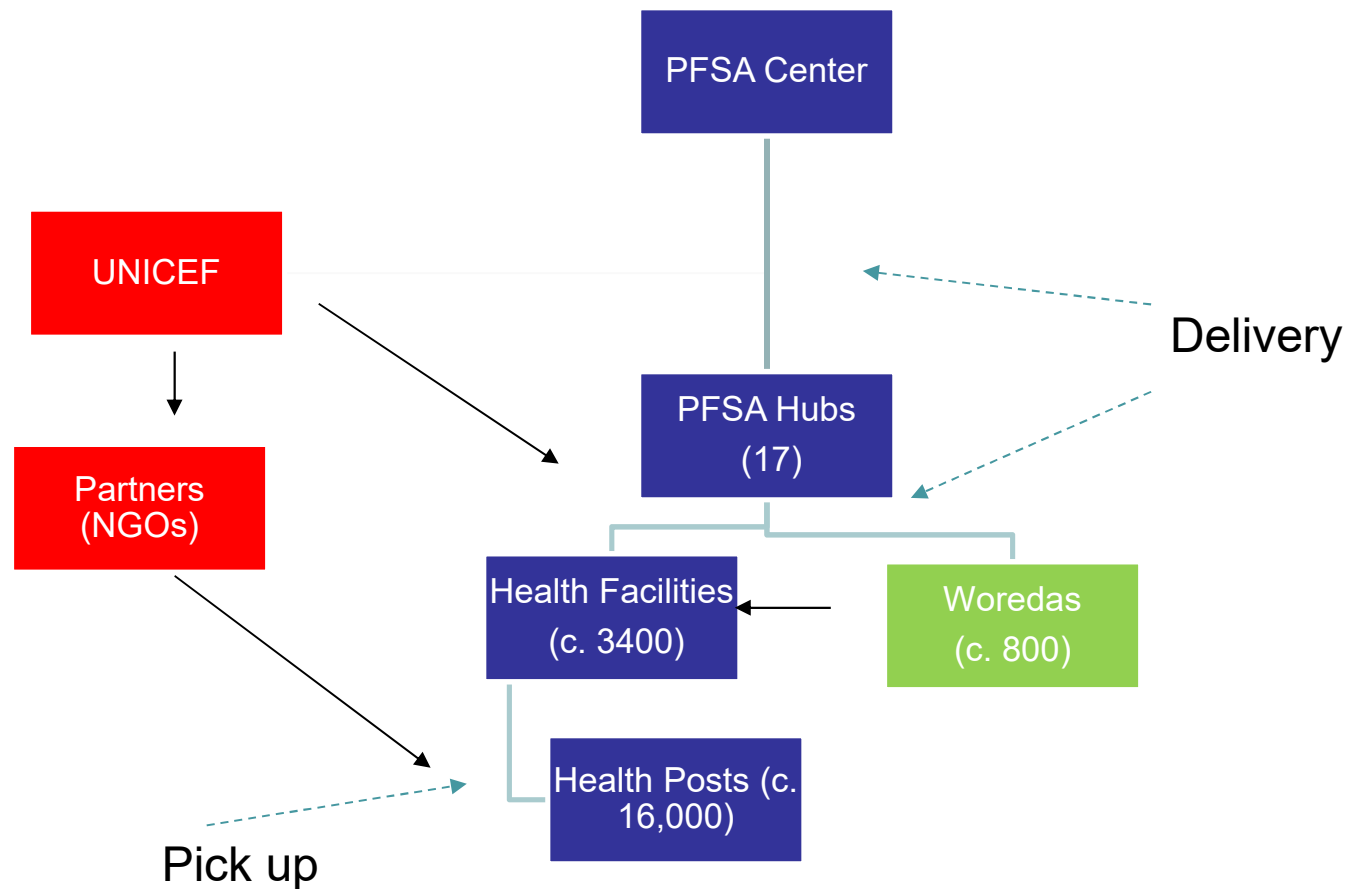 PFSA Center
UNICEF
Delivery
PFSA Hubs
(17)
Partners
(NGOs)
Health Facilities
(c. 3400)
Woredas
(c. 800)
Health Posts (c.
16,000)
Pick up